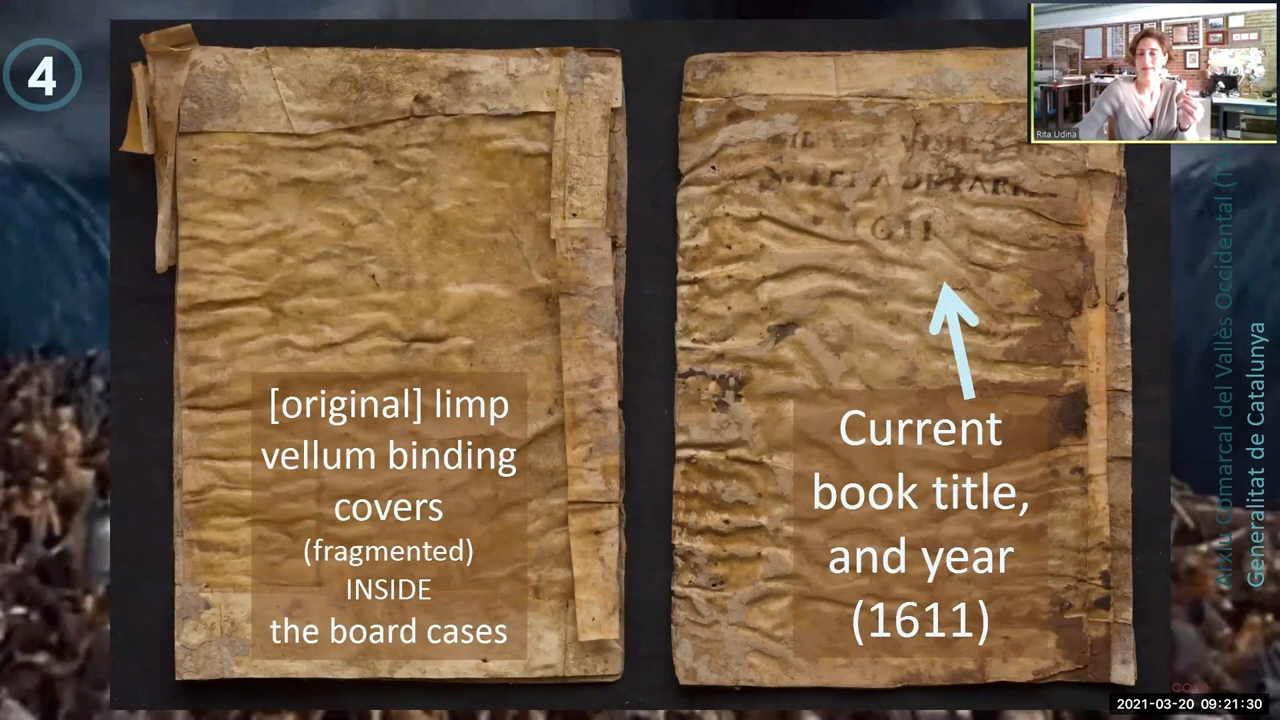 4
[original] limp
vellum binding
covers
(fragmented)
INSIDE
the board cases
Current
book title,
and year
(1611)
Rita Udina
Arxiu Comarcal del Vallès Occidental
Generalitat de Catalunya
2021-03-20 09:21:30